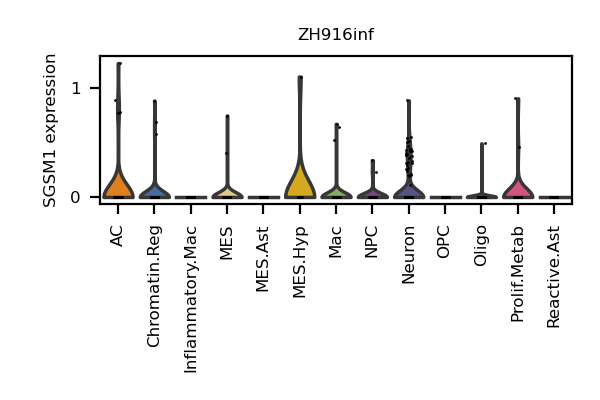 ZH916inf
SGSM1 expression
1
0
AC
Chromatin.Reg
Inflammatory.Mac
MES
MES.Ast
MES.Hyp
Mac
NPC
Neuron
OPC
Oligo
Prolif.Metab
Reactive.Ast